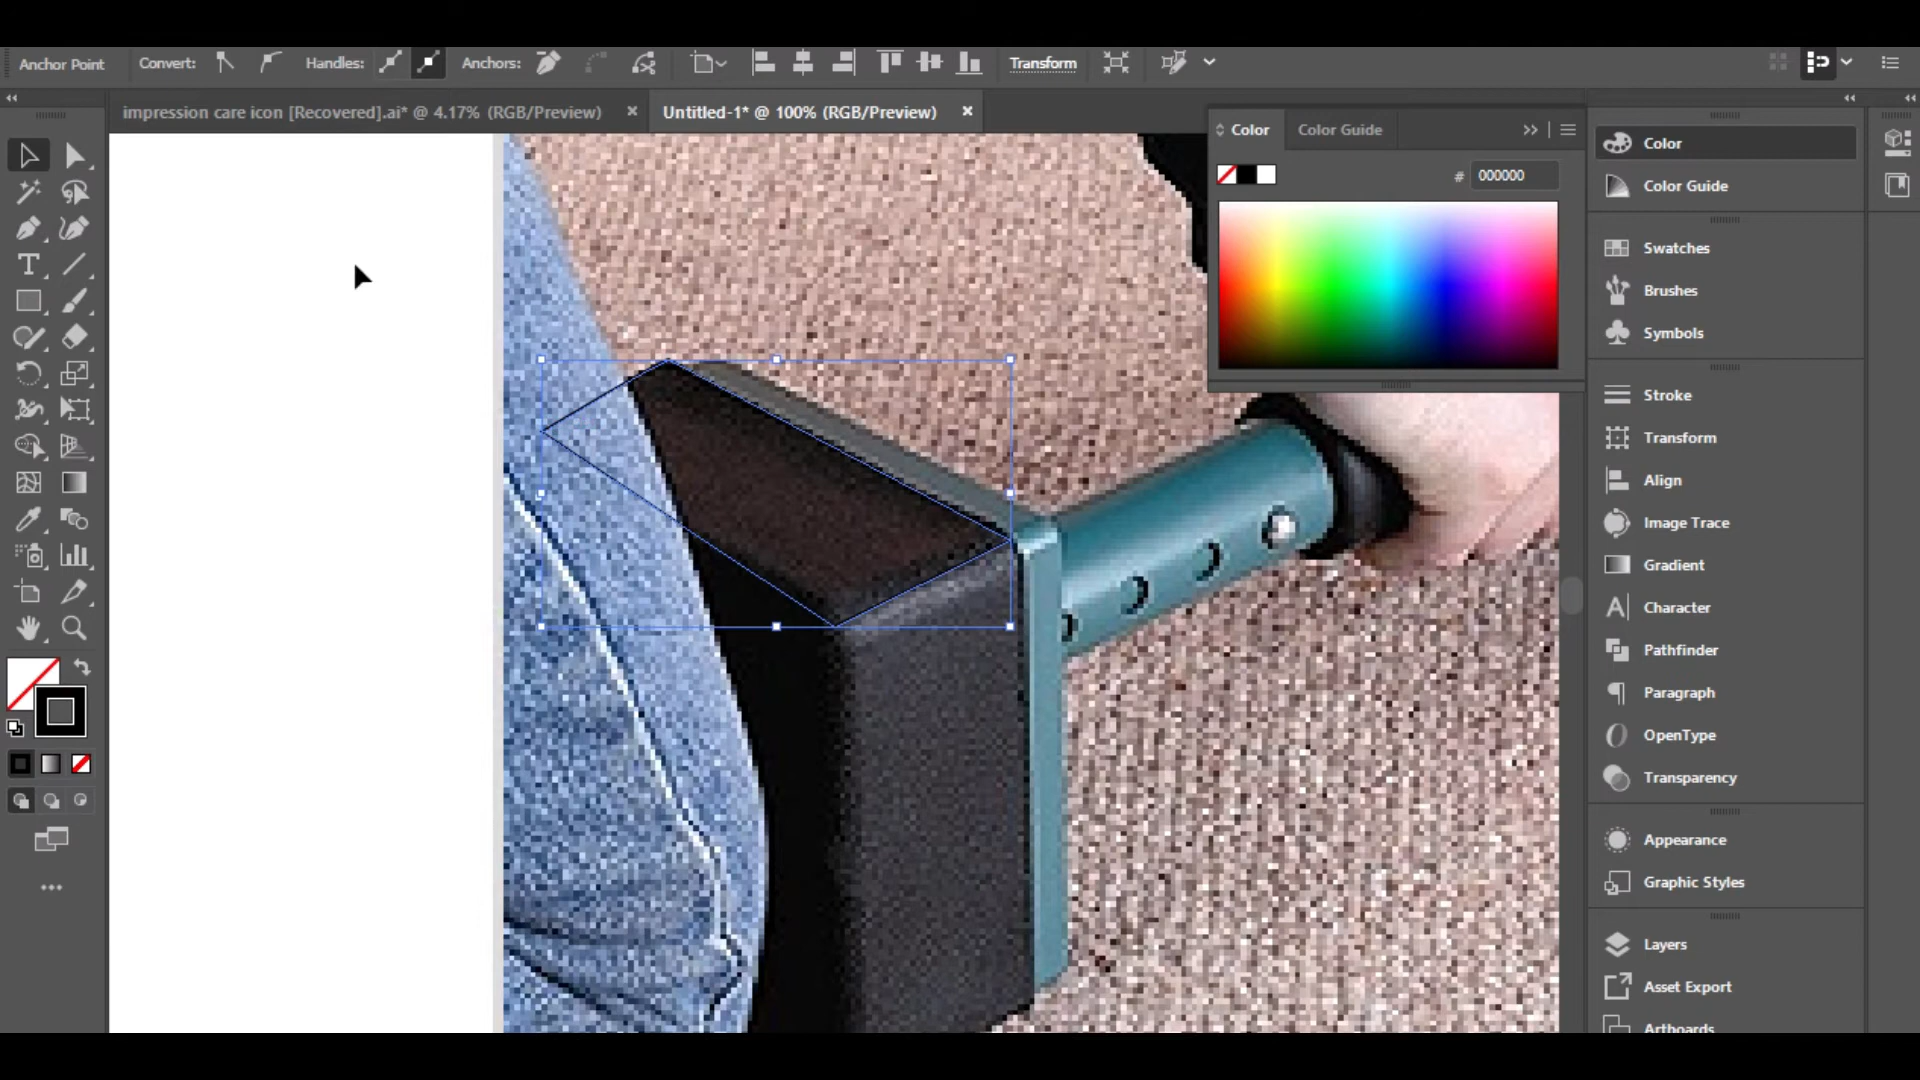 Anchor Point Convert: Handles: Anchors: Transform
impression care icon [Recovered].ai* @ 4.17% (RGB/Preview) × Untitled-1* @ 100% (RGB/Preview) ×
Color Color Guide
# 000000
Color
Color Guide
Swatches
Brushes
Symbols
Stroke
Transform
Align
Image Trace
Gradient
Character
Pathfinder
Paragraph
OpenType
Transparency
Appearance
Graphic Styles
Layers
Asset Export
Artboards